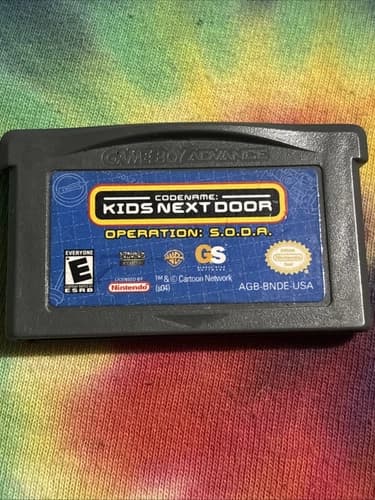 GAME BOY ADVANCE
CODENAME:
KIDS NEXT DOOR
OPERATION: S.O.D.A.
EVERYONE
E
ESRB
WB
GS
LICENSED BY
Nintendo
™ & © Cartoon Network
(s04)
AGB-BNDE-USA